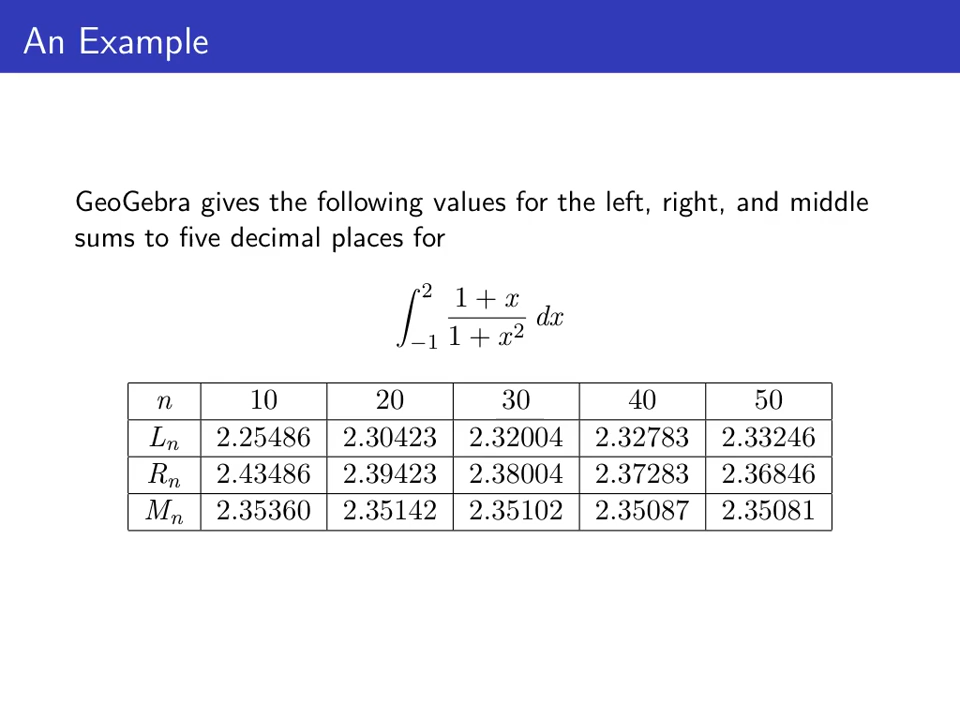 An Example
GeoGebra gives the following values for the left, right, and middle
sums to five decimal places for
∫_{-1}^{2} \frac{1 + x}{1 + x^2} dx
n 10 20 30 40 50
L_n 2.25486 2.30423 2.32004 2.32783 2.33246
R_n 2.43486 2.39423 2.38004 2.37283 2.36846
M_n 2.35360 2.35142 2.35102 2.35087 2.35081